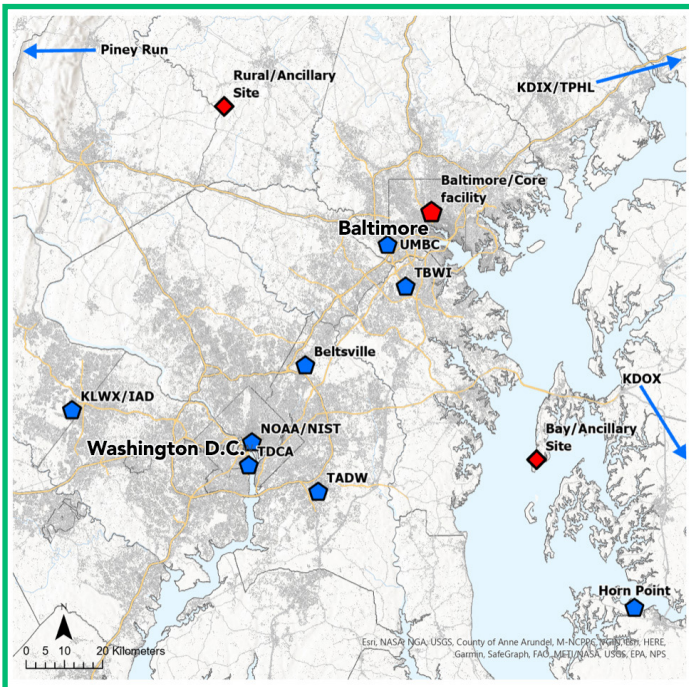 Piney Run
Rural/Ancillary
Site
KDIX/TPHL
Baltimore/Core
facility
Baltimore
UMBC
TBWI
Beltsville
KDOX
KLWX/IAD
NOAA/NIST
Bay/Ancillary
Site
Washington D.C.
TDCA
TADW
Horn Point
N
0 5 10 20 Kilometers
Esri, NASA, NGA, USGS, County of Anne Arundel, M-NCPPC, VGIN, Esri, HERE,
Garmin, SafeGraph, FAO, METI/NASA, USGS, EPA, NPS